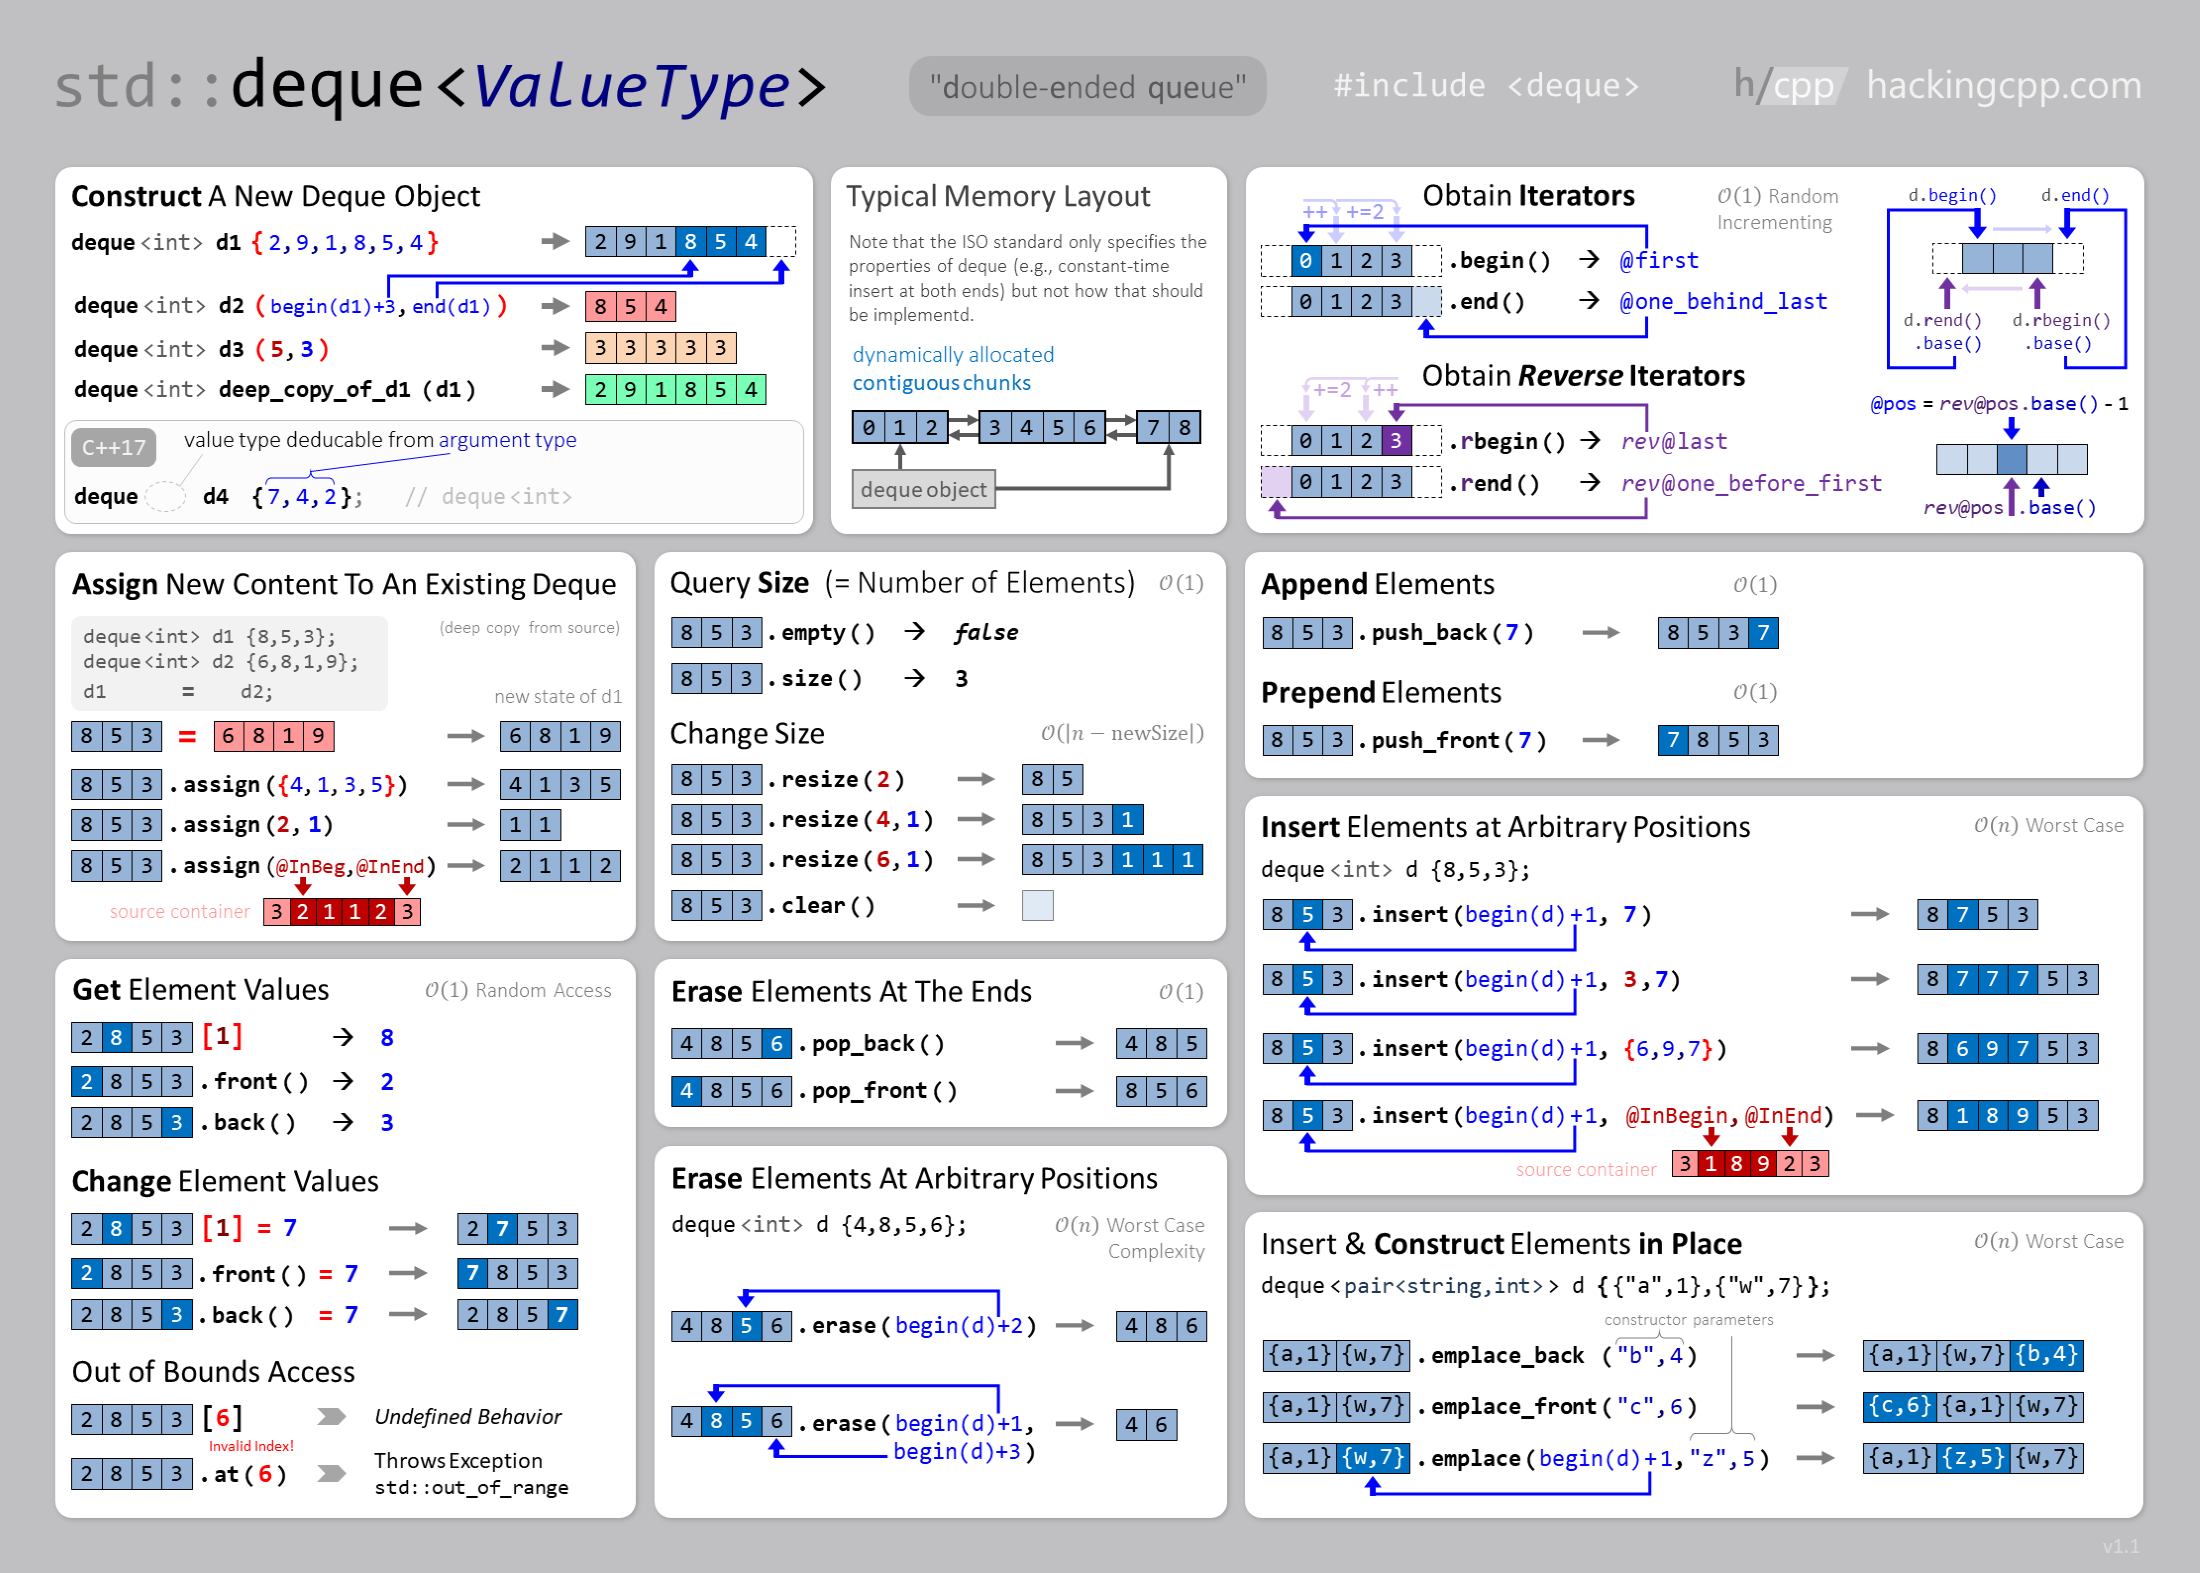 std::deque<ValueType>
"double-ended queue"
#include <deque>
h/cpp hackingcpp.com
Construct A New Deque Object
deque<int> d1 {2,9,1,8,5,4} → 2 9 1 8 5 4
deque<int> d2 (begin(d1)+3, end(d1)) → 8 5 4
deque<int> d3 (5, 3) → 3 3 3 3 3
deque<int> deep_copy_of_d1 (d1) → 2 9 1 8 5 4
C++17 value type deducable from argument type
deque d4 {7,4,2}; // deque<int>
Typical Memory Layout
Note that the ISO standard only specifies the
properties of deque (e.g., constant-time
insert at both ends) but not how that should
be implementd.
dynamically allocated
contiguous chunks
0 1 2 3 4 5 6 7 8
deque object
Obtain Iterators
O(1) Random
Incrementing
++ +=2
0 1 2 3 .begin() → @first
0 1 2 3 .end() → @one_behind_last
Obtain Reverse Iterators
+=2 ++
0 1 2 3 .rbegin() → rev@last
0 1 2 3 .rend() → rev@one_before_first
d.begin() d.end()
d.rend() d.rbegin()
.base() .base()
@pos = rev@pos.base() - 1
rev@pos .base()
Assign New Content To An Existing Deque
(deep copy from source)
deque<int> d1 {8,5,3};
deque<int> d2 {6,8,1,9};
d1 = d2;
new state of d1
8 5 3 = 6 8 1 9 → 6 8 1 9
8 5 3 .assign({4,1,3,5}) → 4 1 3 5
8 5 3 .assign(2, 1) → 1 1
8 5 3 .assign(@InBeg,@InEnd) → 2 1 1 2
source container 3 2 1 1 2 3
Query Size (= Number of Elements) O(1)
8 5 3 .empty() → false
8 5 3 .size() → 3
Change Size O(|n − newSize|)
8 5 3 .resize(2) → 8 5
8 5 3 .resize(4,1) → 8 5 3 1
8 5 3 .resize(6,1) → 8 5 3 1 1 1
8 5 3 .clear() →
Append Elements O(1)
8 5 3 .push_back(7) → 8 5 3 7
Prepend Elements O(1)
8 5 3 .push_front(7) → 7 8 5 3
Insert Elements at Arbitrary Positions O(n) Worst Case
deque<int> d {8,5,3};
8 5 3 .insert(begin(d)+1, 7) → 8 7 5 3
8 5 3 .insert(begin(d)+1, 3,7) → 8 7 7 7 5 3
8 5 3 .insert(begin(d)+1, {6,9,7}) → 8 6 9 7 5 3
8 5 3 .insert(begin(d)+1, @InBegin,@InEnd) → 8 1 8 9 5 3
source container 3 1 8 9 2 3
Get Element Values O(1) Random Access
2 8 5 3 [1] → 8
2 8 5 3 .front() → 2
2 8 5 3 .back() → 3
Change Element Values
2 8 5 3 [1] = 7 → 2 7 5 3
2 8 5 3 .front() = 7 → 7 8 5 3
2 8 5 3 .back() = 7 → 2 8 5 7
Out of Bounds Access
2 8 5 3 [6] Undefined Behavior
Invalid Index!
2 8 5 3 .at(6) Throws Exception
std::out_of_range
Erase Elements At The Ends O(1)
4 8 5 6 .pop_back() → 4 8 5
4 8 5 6 .pop_front() → 8 5 6
Erase Elements At Arbitrary Positions
deque<int> d {4,8,5,6}; O(n) Worst Case
Complexity
4 8 5 6 .erase(begin(d)+2) → 4 8 6
4 8 5 6 .erase(begin(d)+1, → 4 6
begin(d)+3)
Insert & Construct Elements in Place O(n) Worst Case
deque<pair<string,int>> d {{"a",1},{"w",7}};
constructor parameters
{a,1} {w,7} .emplace_back ("b",4) → {a,1} {w,7} {b,4}
{a,1} {w,7} .emplace_front("c",6) → {c,6} {a,1} {w,7}
{a,1} {w,7} .emplace(begin(d)+1,"z",5) → {a,1} {z,5} {w,7}
v1.1